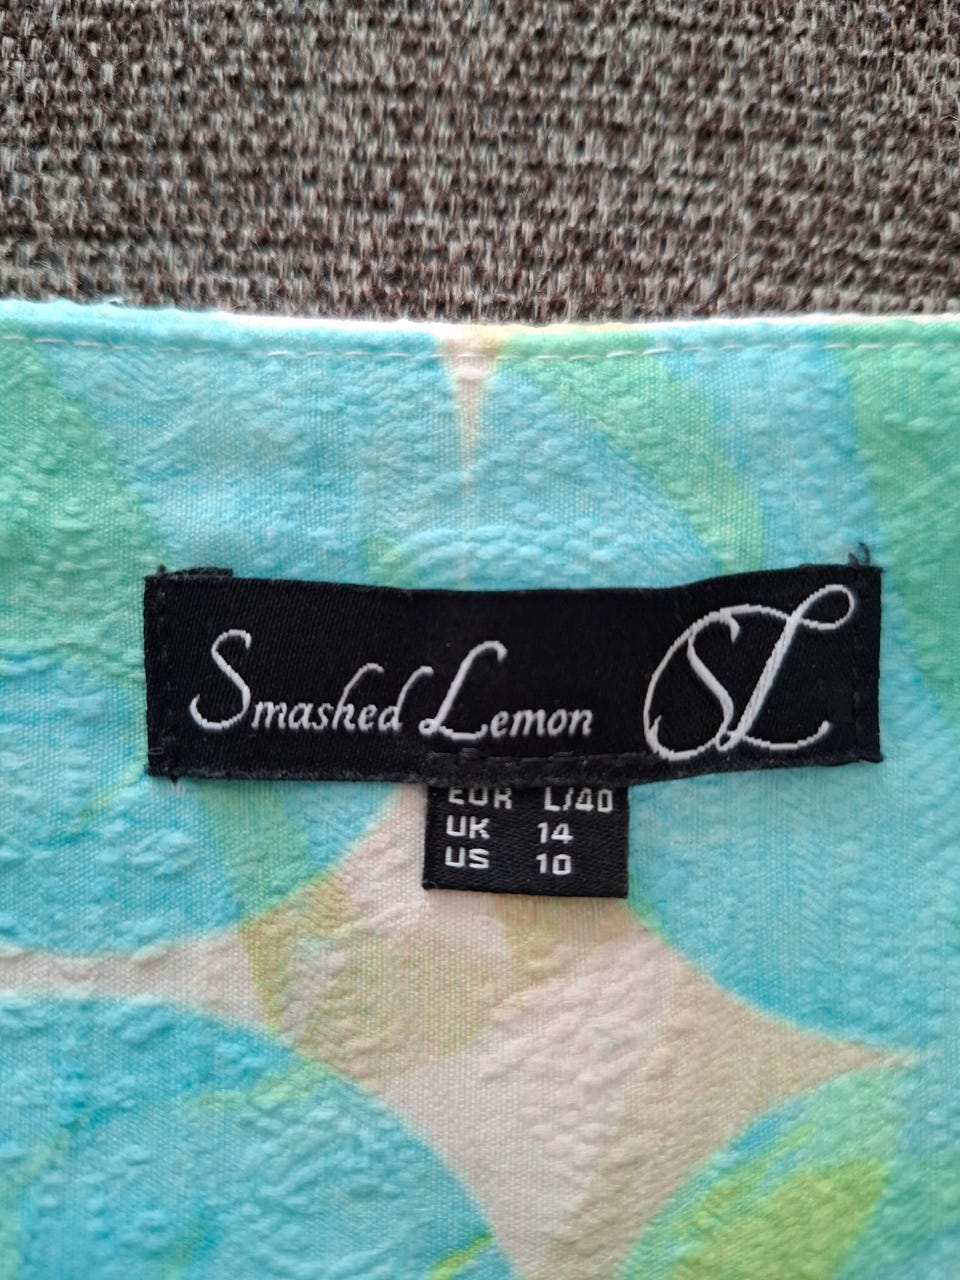 Smashed Lemon SL
EUR L/40
UK 14
US 10